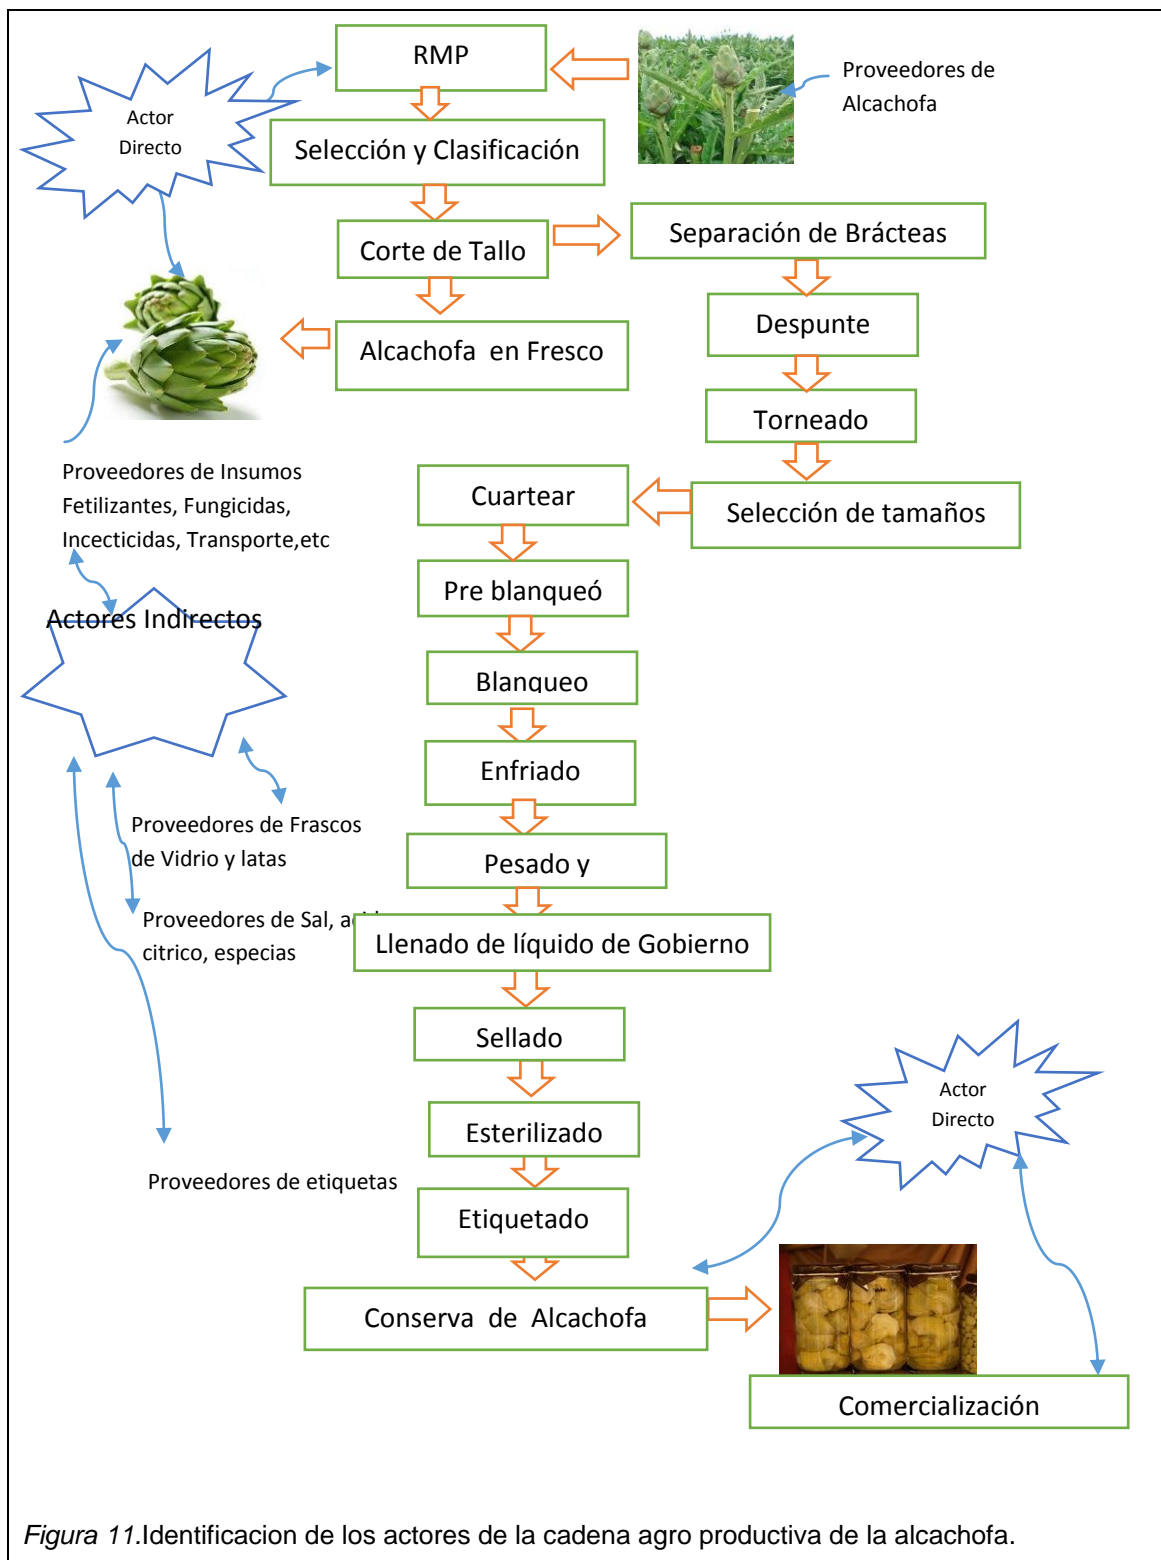 RMP
Proveedores de
Alcachofa
Actor
Directo
Selección y Clasificación
Corte de Tallo
Separación de Brácteas
Despunte
Alcachofa en Fresco
Torneado
Proveedores de Insumos
Fetilizantes, Fungicidas,
Incecticidas, Transporte,etc
Cuartear
Selección de tamaños
Pre blanqueó
Actores Indirectos
Blanqueo
Enfriado
Proveedores de Frascos
de Vidrio y latas
Pesado y
Proveedores de Sal,
citrico, especias
Llenado de líquido de Gobierno
Sellado
Actor
Directo
Esterilizado
Proveedores de etiquetas
Etiquetado
Conserva de Alcachofa
Comercialización
Figura 11.Identificacion de los actores de la cadena agro productiva de la alcachofa.